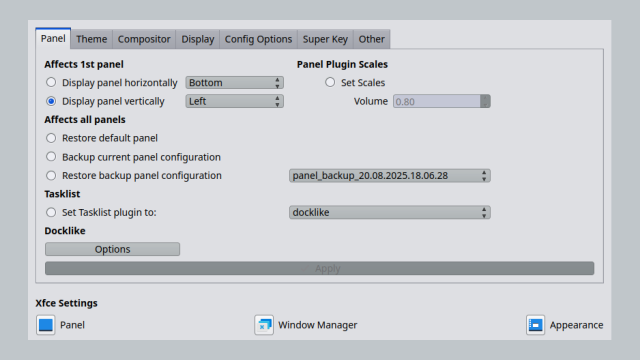 Panel Theme Compositor Display Config Options Super Key Other
Affects 1st panel Panel Plugin Scales
Display panel horizontally Bottom Set Scales
Display panel vertically Left Volume 0.80
Affects all panels
Restore default panel
Backup current panel configuration
Restore backup panel configuration panel_backup_20.08.2025.18.06.28
Tasklist
Set Tasklist plugin to: docklike
Docklike
Options
Apply
Xfce Settings
Panel Window Manager Appearance